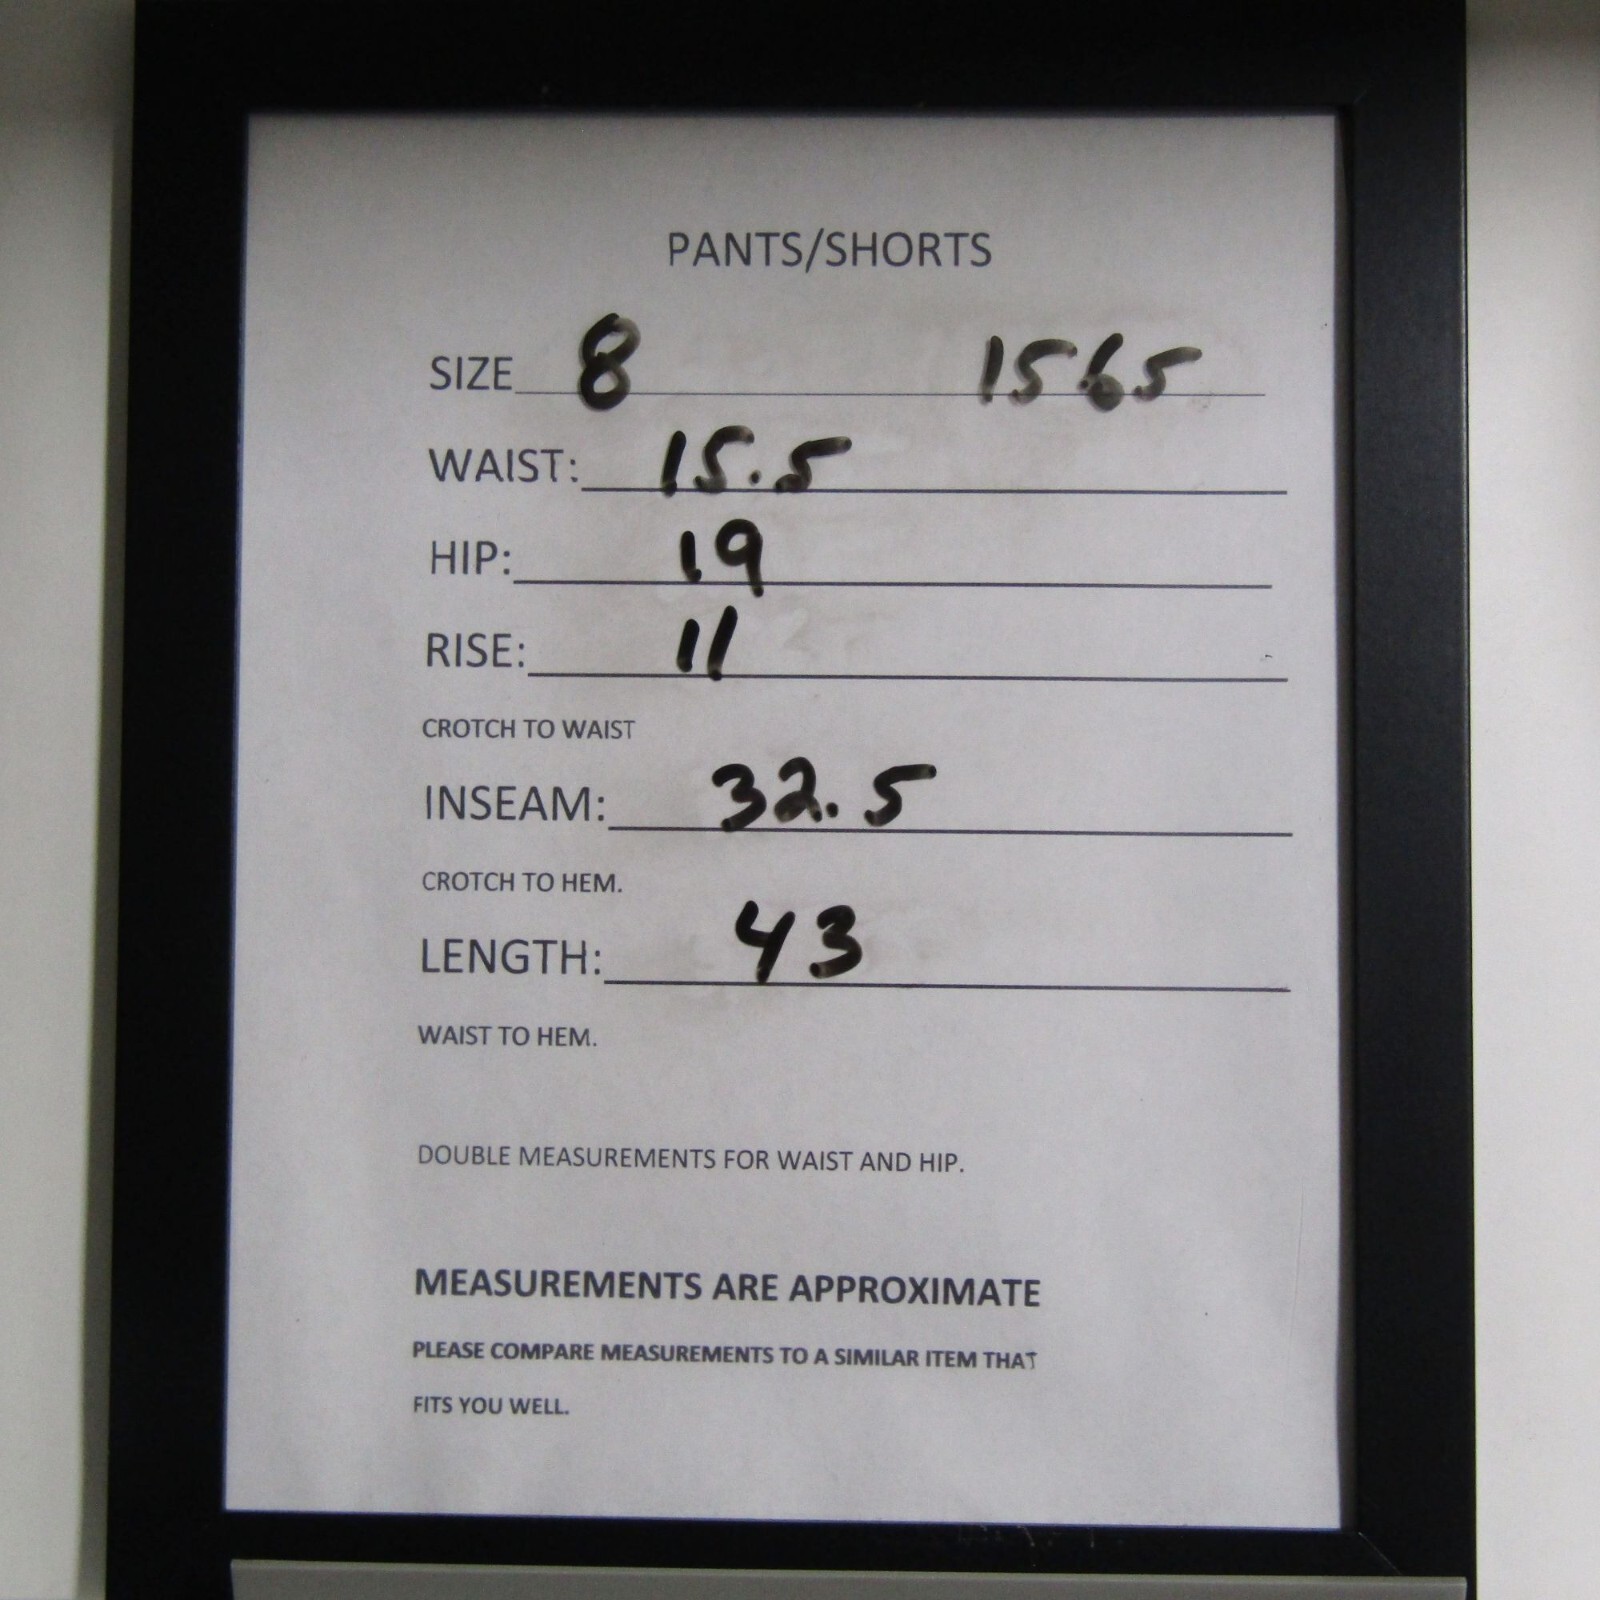 PANTS/SHORTS
SIZE 8 1565
WAIST: 15.5
HIP: 19
RISE: 11
CROTCH TO WAIST
INSEAM: 32.5
CROTCH TO HEM.
LENGTH: 43
WAIST TO HEM.
DOUBLE MEASUREMENTS FOR WAIST AND HIP.
MEASUREMENTS ARE APPROXIMATE
PLEASE COMPARE MEASUREMENTS TO A SIMILAR ITEM THAT
FITS YOU WELL.